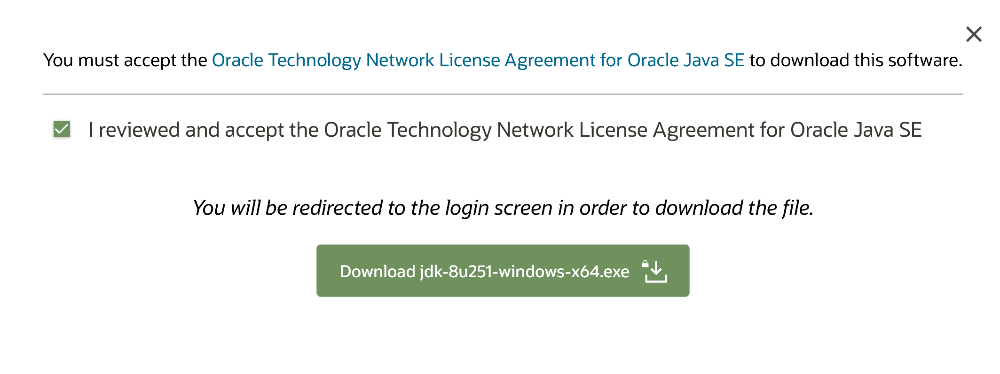 You must accept the Oracle Technology Network License Agreement for Oracle Java SE to download this software.
I reviewed and accept the Oracle Technology Network License Agreement for Oracle Java SE
You will be redirected to the login screen in order to download the file.
Download jdk-8u251-windows-x64.exe